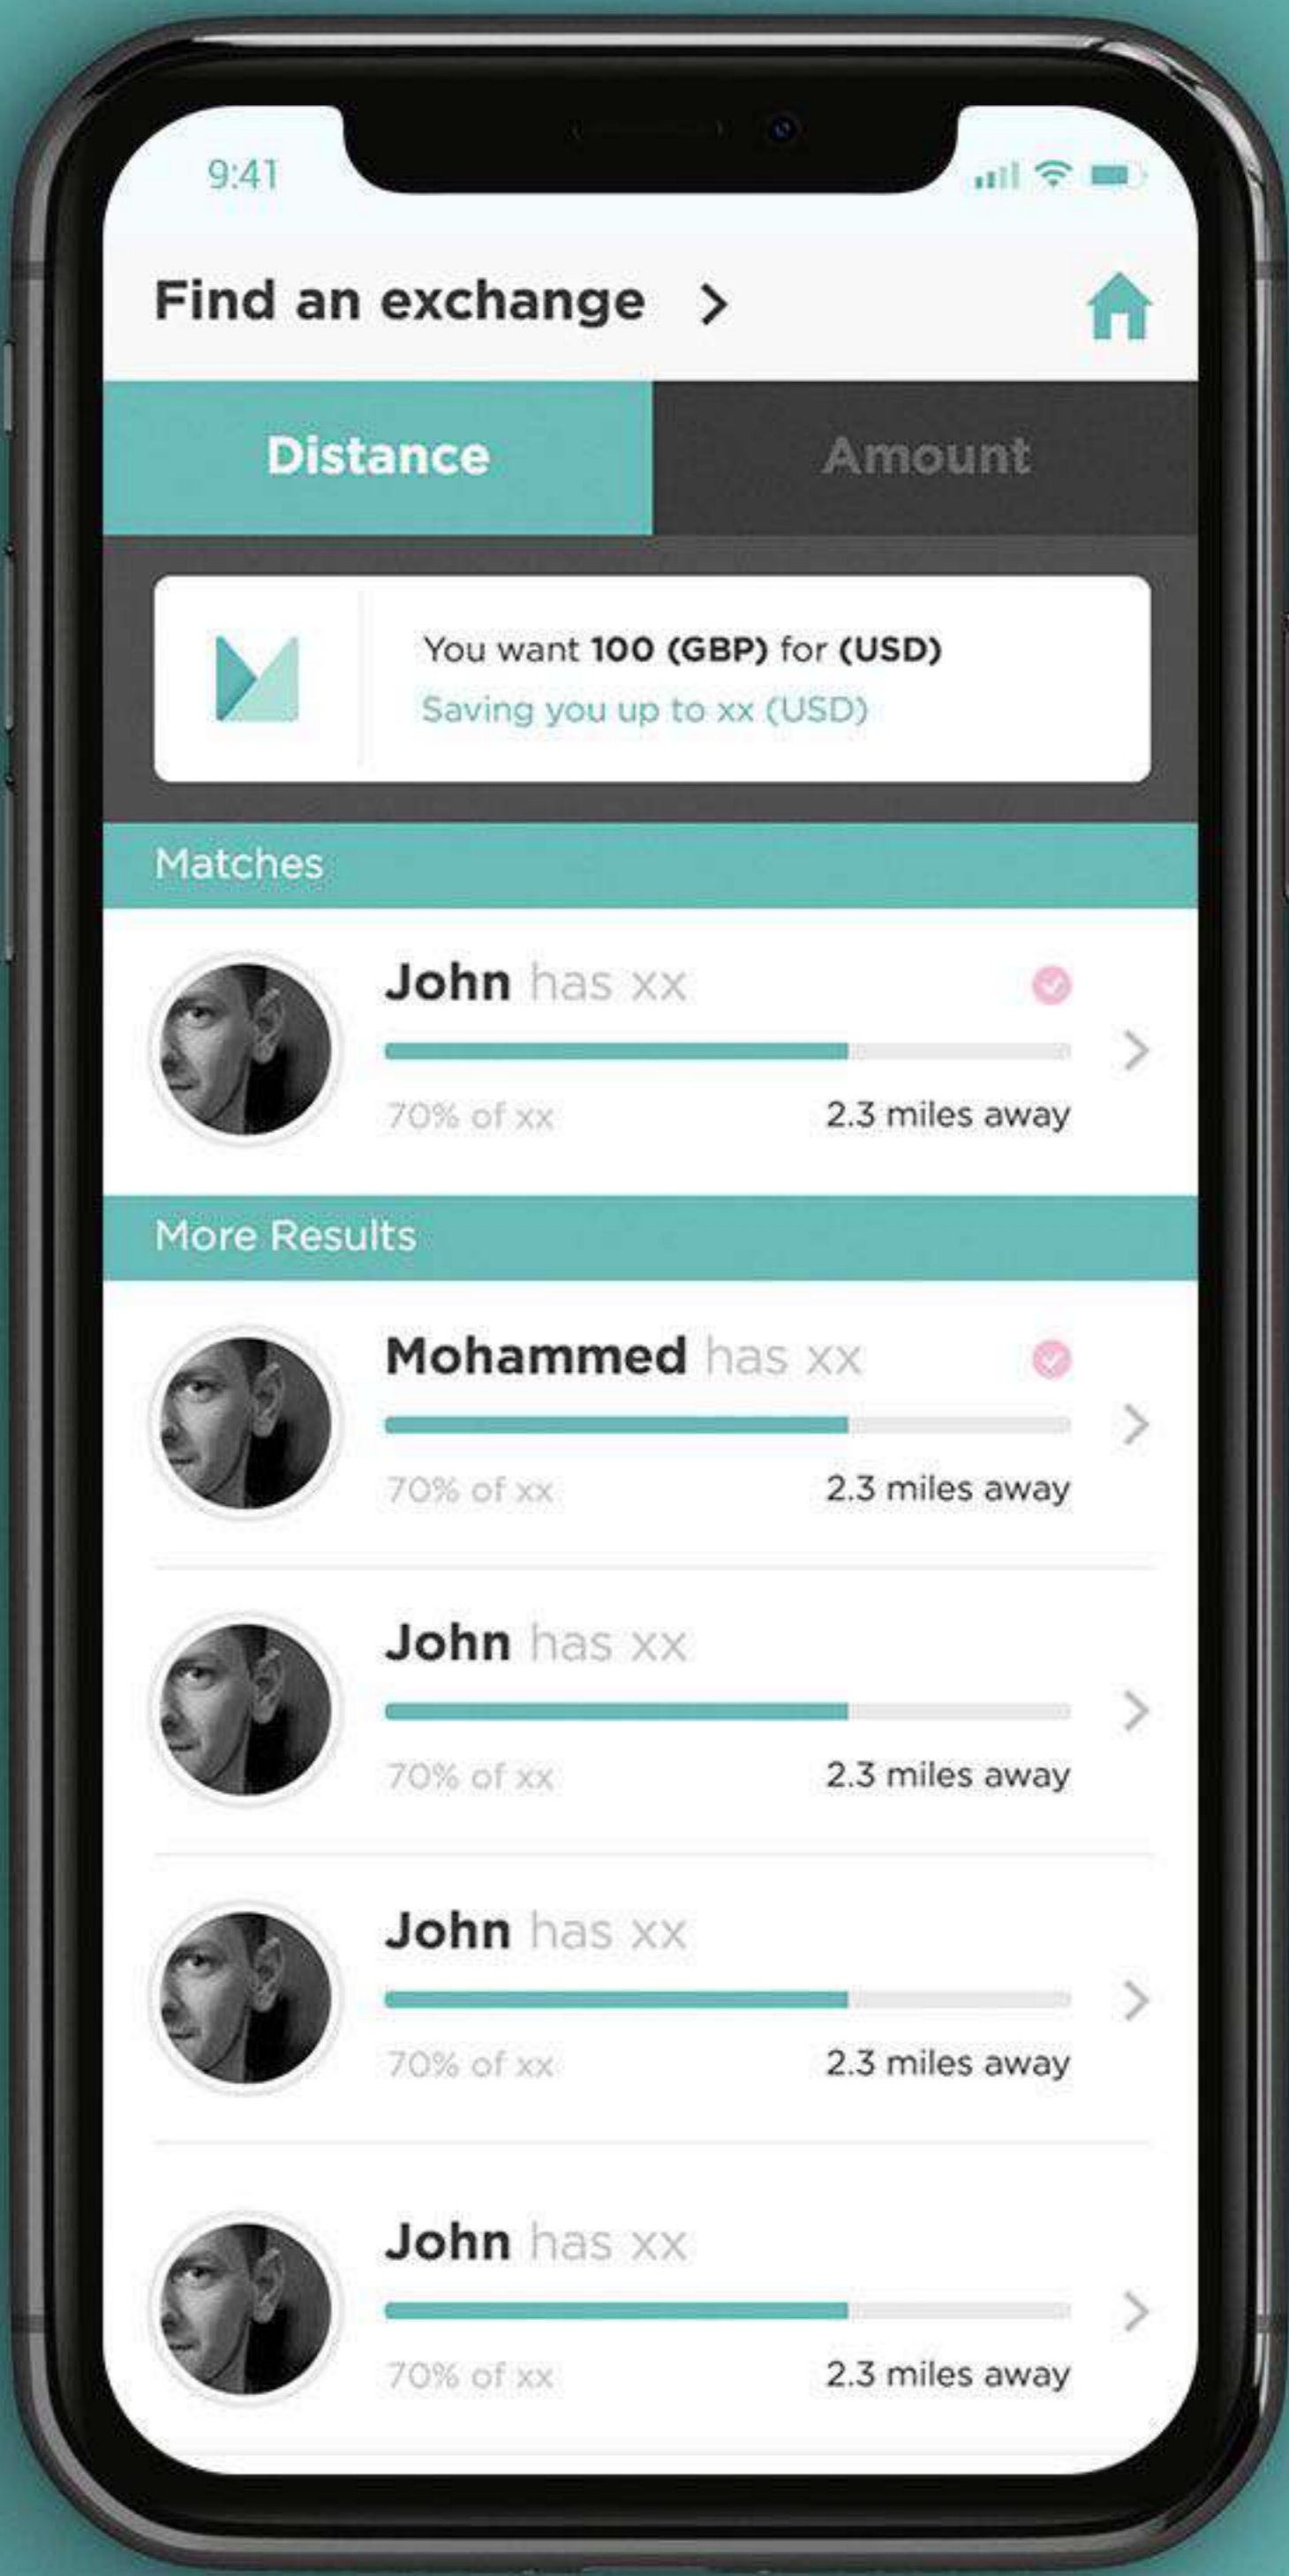 9:41
Find an exchange >
Distance
Amount
You want 100 (GBP) for (USD)
Saving you up to xx (USD)
Matches
John has xx
70% of xx
2.3 miles away
More Results
Mohammed has xx
70% of xx
2.3 miles away
John has xx
70% of xx
2.3 miles away
John has xx
70% of xx
2.3 miles away
John has xx
70% of xx
2.3 miles away